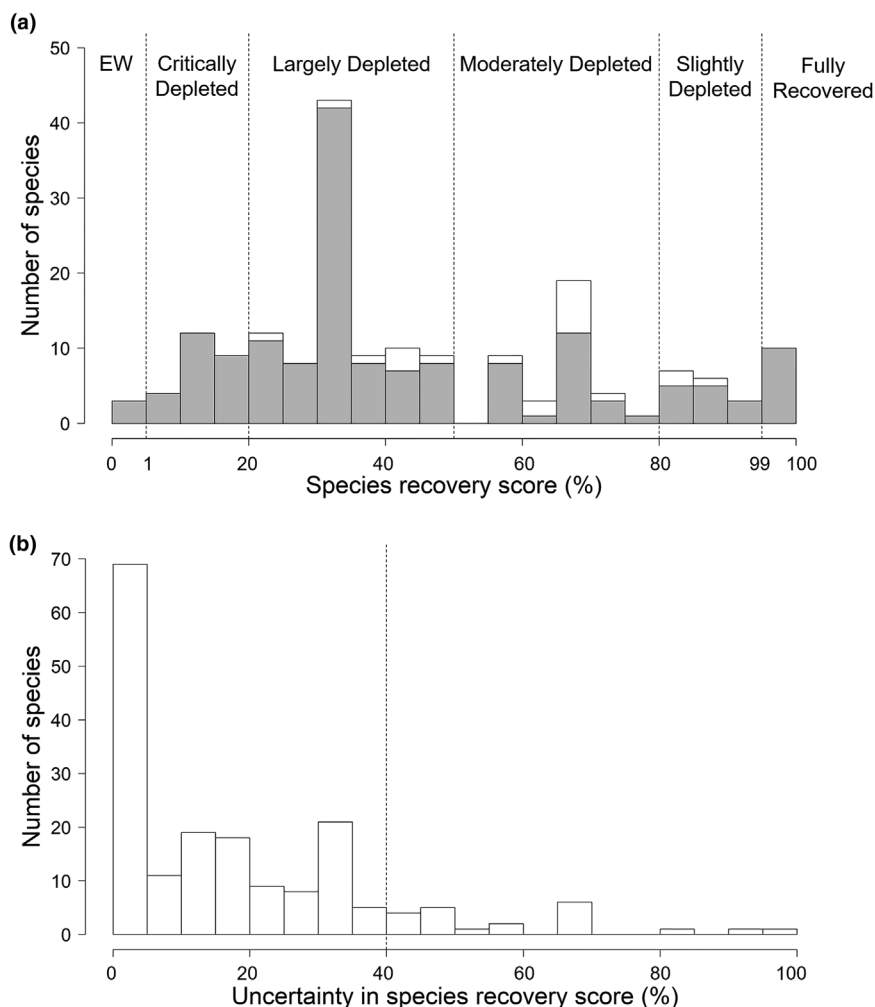 (a)
50
40
30
20
10
0
Number of species
EW
Critically
Depleted
Largely Depleted
Moderately Depleted
Slightly
Depleted
Fully
Recovered
0 1 20 40 60 80 99 100
Species recovery score (%)
(b)
70
60
50
40
30
20
10
0
Number of species
0 20 40 60 80 100
Uncertainty in species recovery score (%)